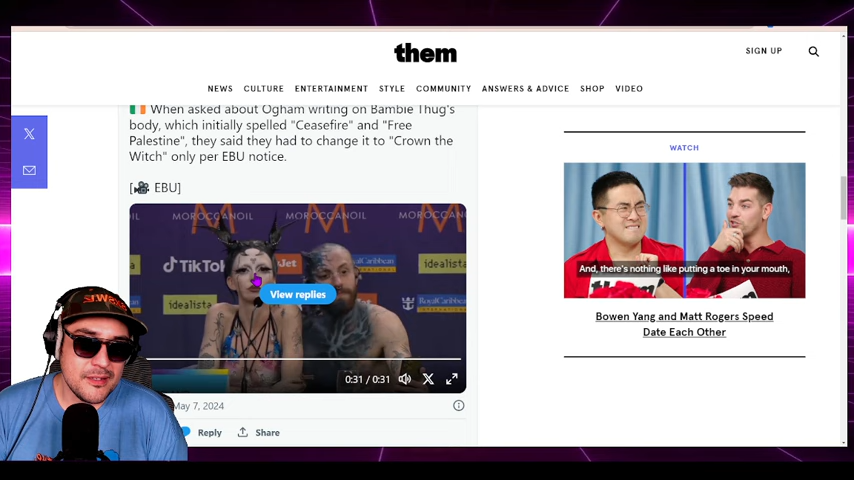 them
SIGN UP
NEWS CULTURE ENTERTAINMENT STYLE COMMUNITY ANSWERS & ADVICE SHOP VIDEO
When asked about Ogham writing on Bambie Thug's
body, which initially spelled "Ceasefire" and "Free
Palestine", they said they had to change it to "Crown the
Witch" only per EBU notice.
[🎥 EBU]
MOROCCANOIL MOROCCANOIL MOROCCANOIL
TikTok
idealista
RoyalCaribbean
idealista
idealista
RoyalCaribbean
View replies
0:31 / 0:31
May 7, 2024
Reply Share
WATCH
And, there's nothing like putting a toe in your mouth,
Bowen Yang and Matt Rogers Speed
Date Each Other